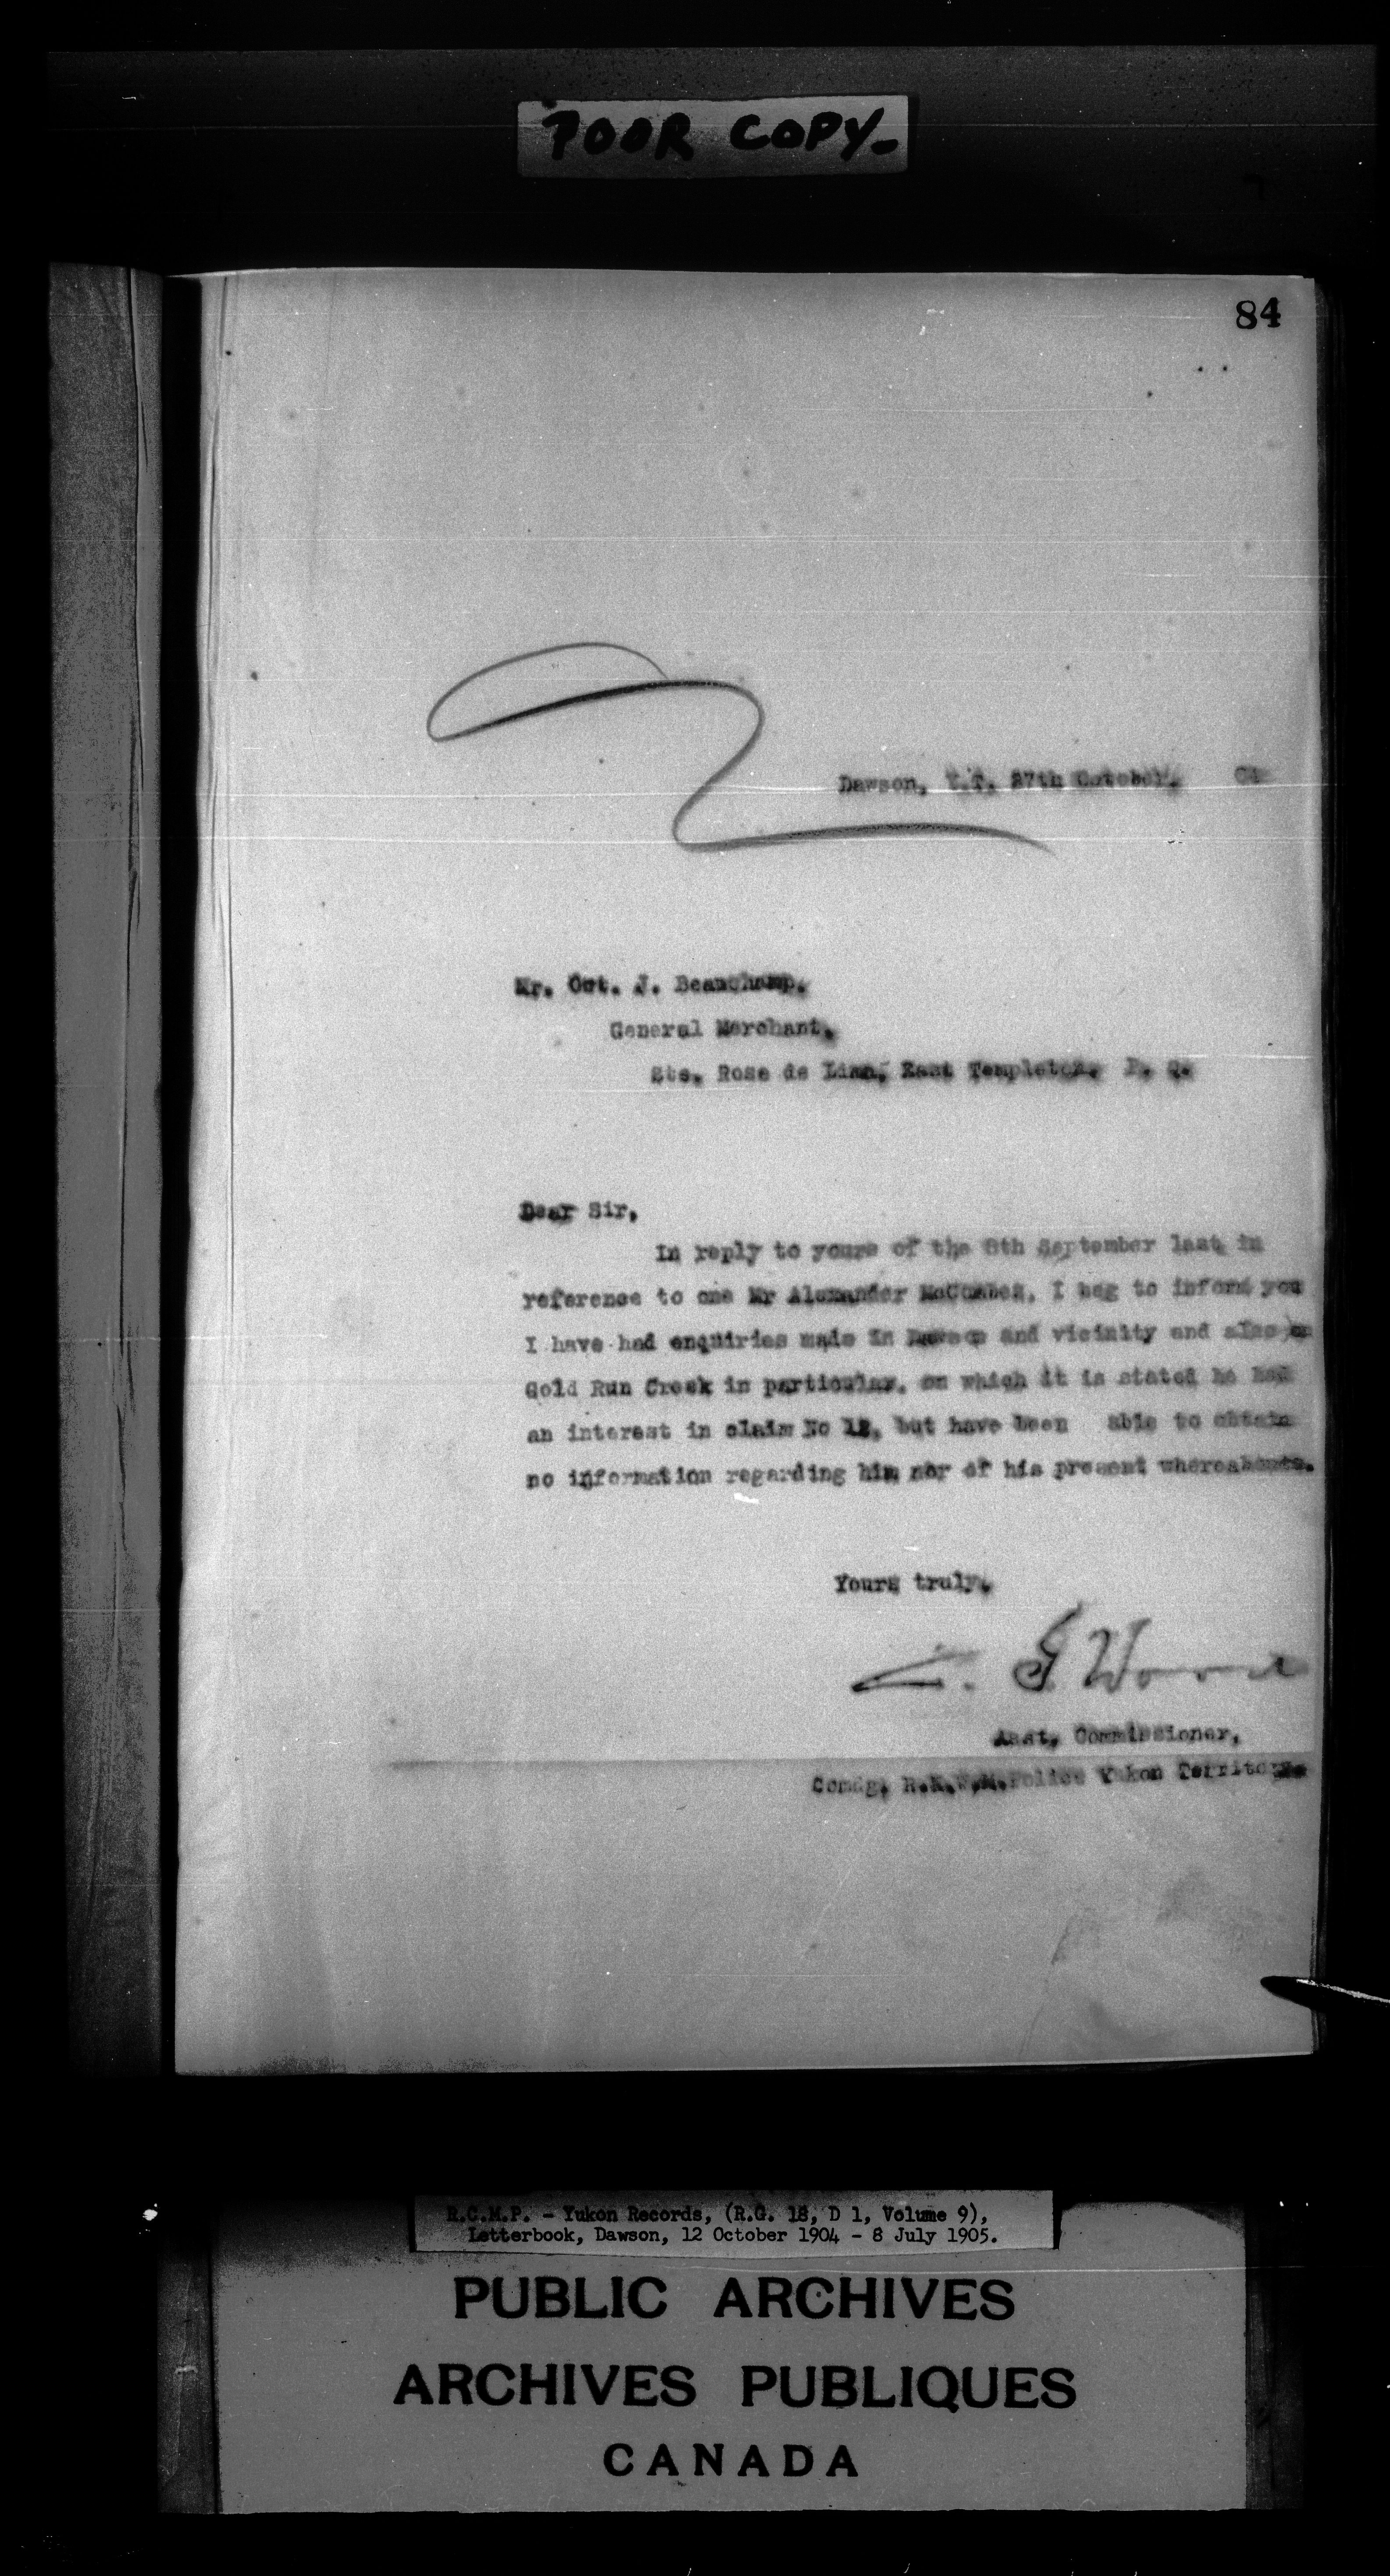 POOR COPY-
84
Dawson, Y.T. 27th October. 04
Mr. Oct. J. Beauchamp.
General Merchant.
Ste. Rose de Lima, East Templeton. P. Q.
Dear Sir,
In reply to yours of the 8th September last in
reference to one Mr Alexander I beg to inform you
I have had enquiries made in Dawson and vicinity and also on
Gold Run Creek in particular. on which it is stated he had
an interest in claim No 12, but have been able to obtain
no information regarding him nor of his present whereabouts.
Yours truly.
Z. T. Wood
Asst. Commissioner,
Comdg. R.N.W.M.Police Yukon Territory.
R.C.M.P. - Yukon Records, (R.G. 18, D 1, Volume 9),
Letterbook, Dawson, 12 October 1904 - 8 July 1905.
PUBLIC ARCHIVES
ARCHIVES PUBLIQUES
CANADA